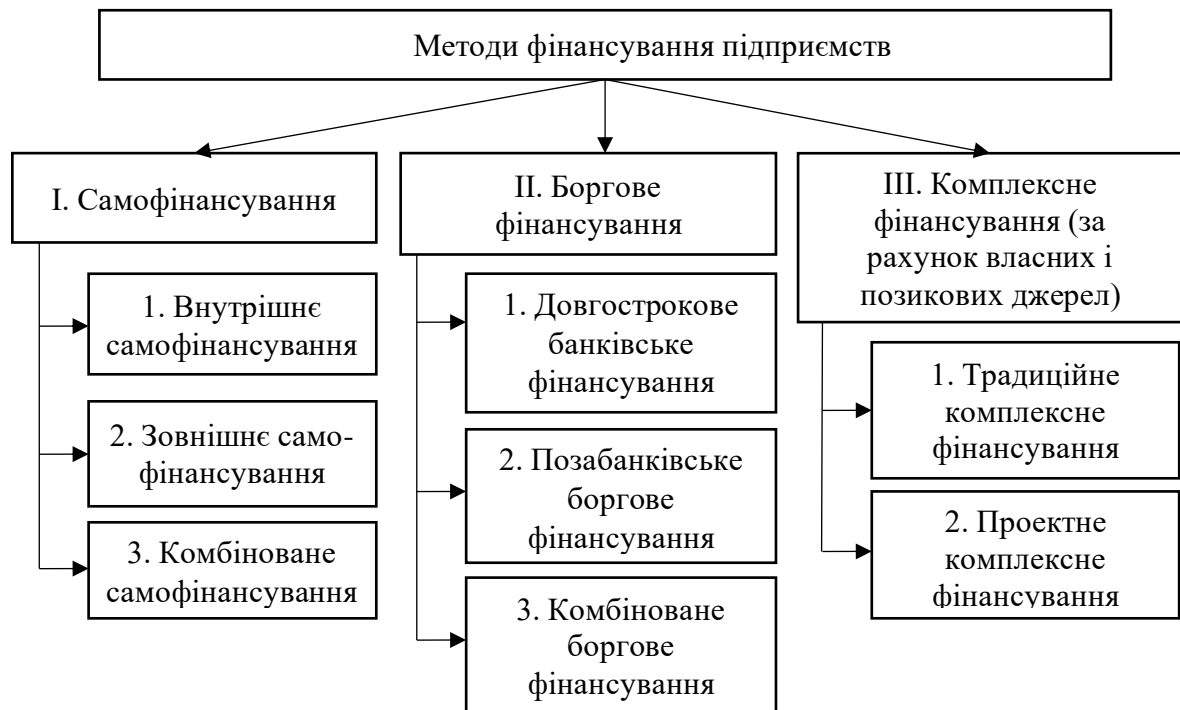 Методи фінансування підприємств
І. Самофінансування
1. Внутрішнє
самофінансування
2. Зовнішнє само-
фінансування
3. Комбіноване
самофінансування
ІІ. Боргове
фінансування
1. Довгострокове
банківське
фінансування
2. Позабанківське
боргове
фінансування
3. Комбіноване
боргове
фінансування
ІІІ. Комплексне
фінансування (за
рахунок власних і
позикових джерел)
1. Традиційне
комплексне
фінансування
2. Проектне
комплексне
фінансування